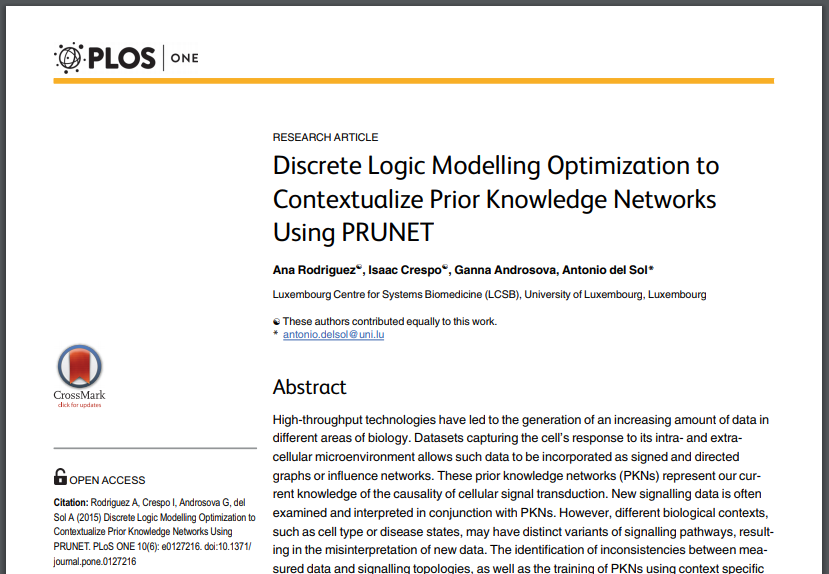 PLOS ONE
RESEARCH ARTICLE
Discrete Logic Modelling Optimization to
Contextualize Prior Knowledge Networks
Using PRUNET
Ana Rodriguez☯, Isaac Crespo☯, Ganna Androsova, Antonio del Sol*
Luxembourg Centre for Systems Biomedicine (LCSB), University of Luxembourg, Luxembourg
☯ These authors contributed equally to this work.
* antonio.delsol@uni.lu
CrossMark
click for updates
Abstract
High-throughput technologies have led to the generation of an increasing amount of data in
different areas of biology. Datasets capturing the cell’s response to its intra- and extra-
cellular microenvironment allows such data to be incorporated as signed and directed
graphs or influence networks. These prior knowledge networks (PKNs) represent our cur-
rent knowledge of the causality of cellular signal transduction. New signalling data is often
examined and interpreted in conjunction with PKNs. However, different biological contexts,
such as cell type or disease states, may have distinct variants of signalling pathways, result-
ing in the misinterpretation of new data. The identification of inconsistencies between mea-
sured data and signalling topologies, as well as the training of PKNs using context specific
OPEN ACCESS
Citation: Rodriguez A, Crespo I, Androsova G, del
Sol A (2015) Discrete Logic Modelling Optimization to
Contextualize Prior Knowledge Networks Using
PRUNET. PLoS ONE 10(6): e0127216. doi:10.1371/
journal.pone.0127216